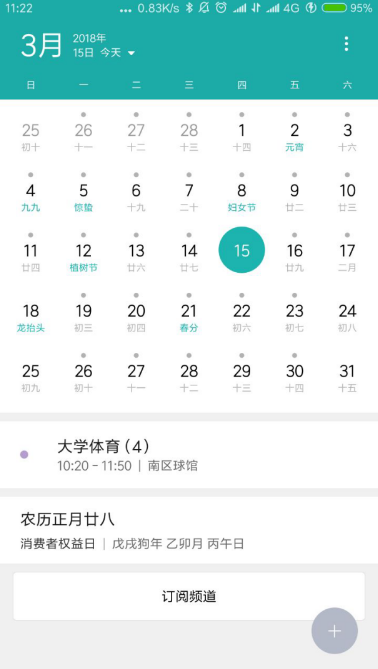 11:22 ... 0.83K/s 4G 95%
3月 2018年
15日 今天
日 一 二 三 四 五 六
25 26 27 28 1 2 3
初十 十一 十二 十三 十四 元宵 十六
4 5 6 7 8 9 10
九九 惊蛰 十九 二十 妇女节 廿二 廿三
11 12 13 14 15 16 17
廿四 植树节 廿六 廿七 廿九 二月
18 19 20 21 22 23 24
龙抬头 初三 初四 春分 初六 初七 初八
25 26 27 28 29 30 31
初九 初十 十一 十二 十三 十四 十五
大学体育(4)
10:20 - 11:50 | 南区球馆
农历正月廿八
消费者权益日 | 戊戌狗年 乙卯月 丙午日
订阅频道
+